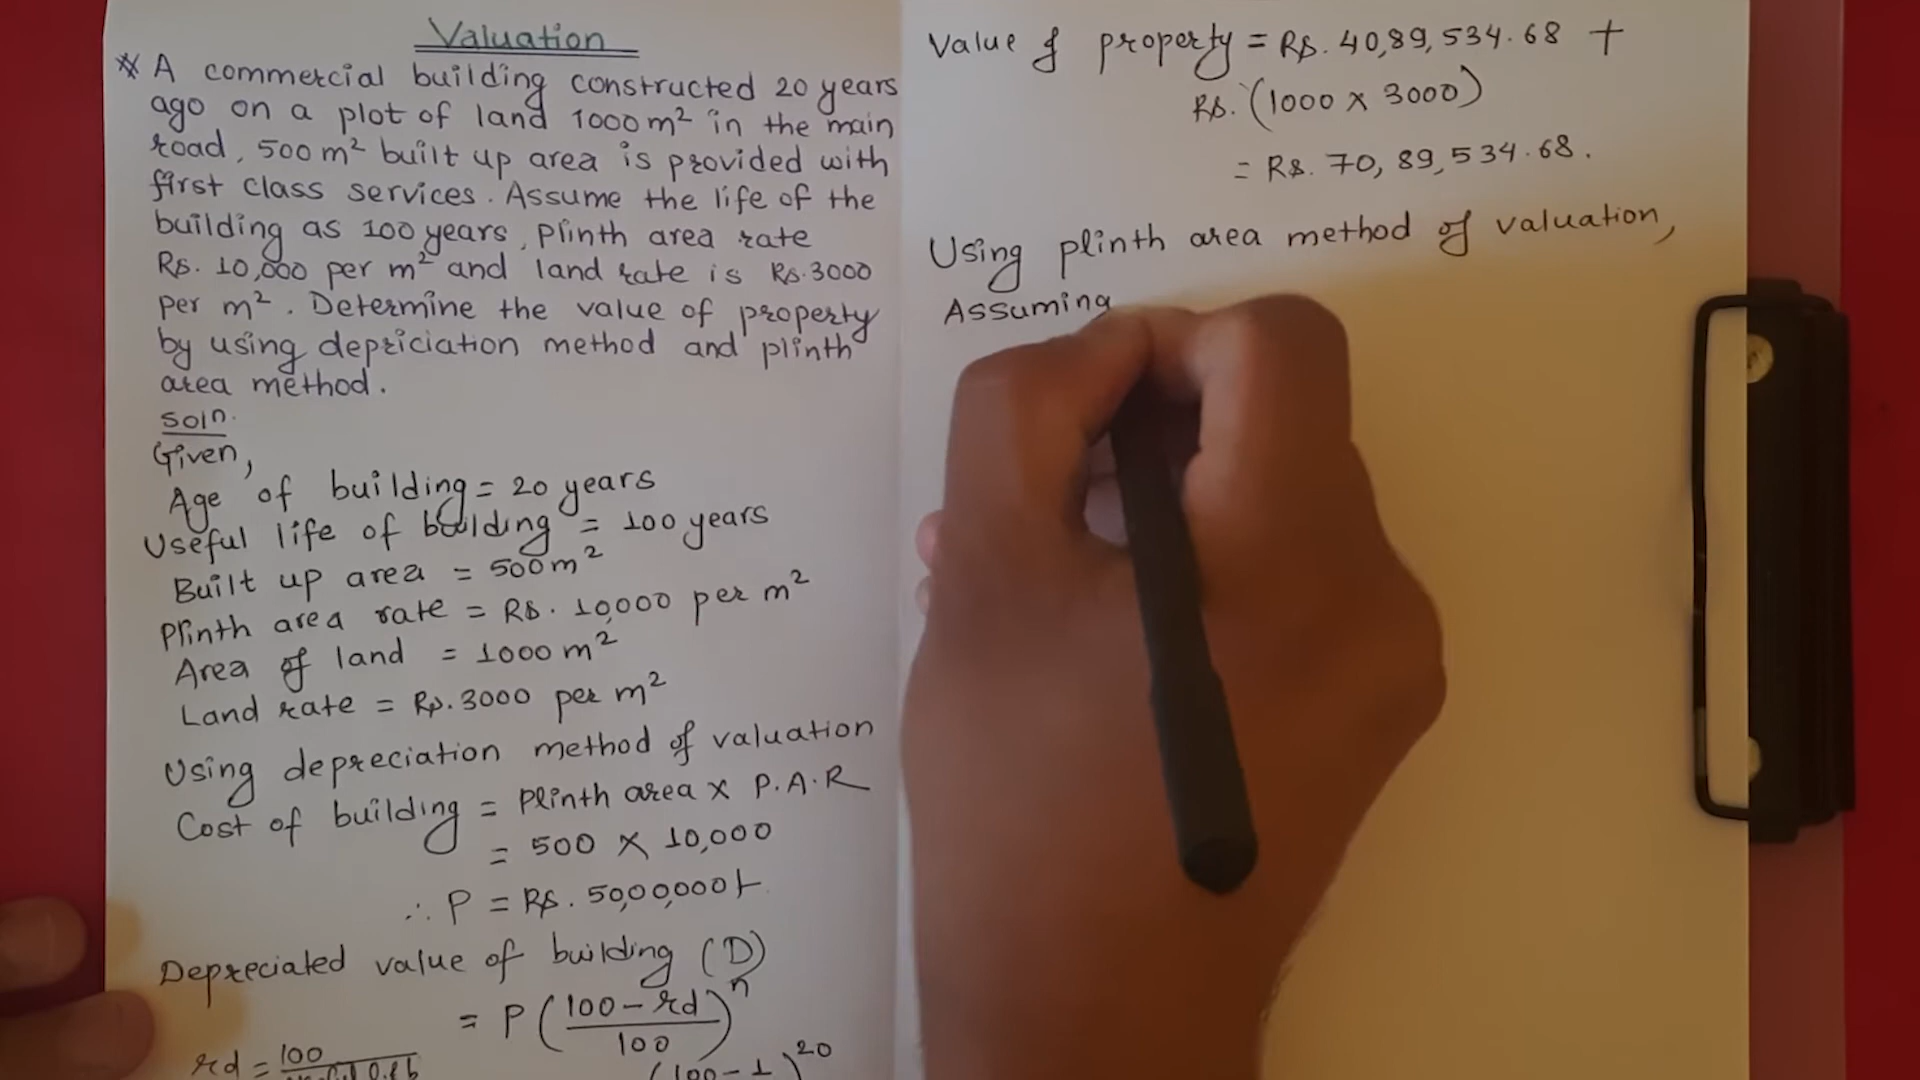 Valuation
* A commercial building constructed 20 years
ago on a plot of land 1000 m² in the main
road, 500 m² built up area is provided with
first class services. Assume the life of the
building as 100 years, plinth area rate
Rs. 10,000 per m² and land rate is Rs. 3000
per m². Determine the value of property
by using depriciation method and plinth
area method.
Soln.
Given,
Age of building = 20 years
Useful life of building = 100 years
Built up area = 500 m²
Plinth area rate = Rs. 10,000 per m²
Area of land = 1000 m²
Land rate = Rs. 3000 per m²
Using depreciation method of valuation
Cost of building = Plinth area x P.A.R
= 500 x 10,000
∴ P = Rs. 50,00,000/-
Depreciated value of building (D)
= P (100 - rd / 100)ⁿ
rd = 100
(100 - 1)²⁰
Value of property = Rs. 40,89,534.68 +
Rs. (1000 x 3000)
= Rs. 70,89,534.68.
Using plinth area method of valuation,
Assuming